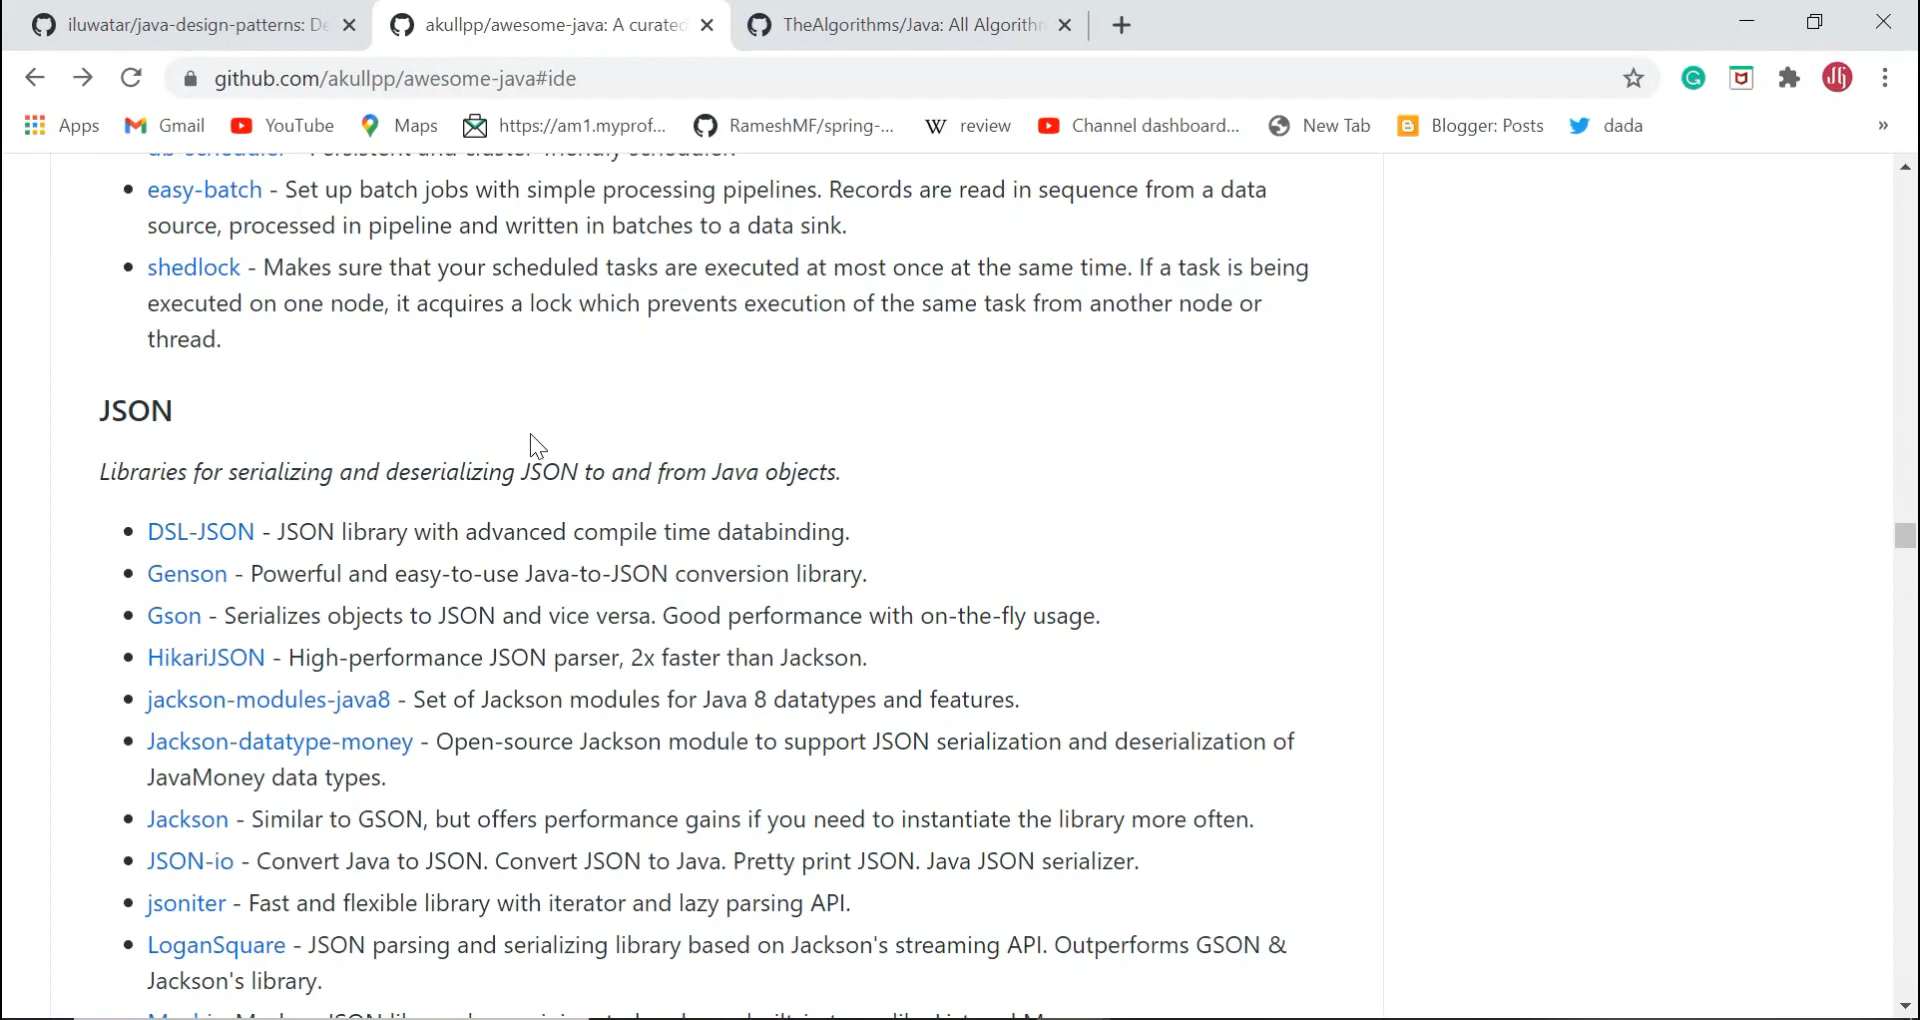 iluwatar/java-design-patterns: De
akullpp/awesome-java: A curated
TheAlgorithms/Java: All Algorithm
github.com/akullpp/awesome-java#ide
Apps
Gmail
YouTube
Maps
https://am1.myprof...
RameshMF/spring-...
W review
Channel dashboard...
New Tab
Blogger: Posts
dada
»
easy-batch - Set up batch jobs with simple processing pipelines. Records are read in sequence from a data
source, processed in pipeline and written in batches to a data sink.
shedlock - Makes sure that your scheduled tasks are executed at most once at the same time. If a task is being
executed on one node, it acquires a lock which prevents execution of the same task from another node or
thread.
JSON
Libraries for serializing and deserializing JSON to and from Java objects.
DSL-JSON - JSON library with advanced compile time databinding.
Genson - Powerful and easy-to-use Java-to-JSON conversion library.
Gson - Serializes objects to JSON and vice versa. Good performance with on-the-fly usage.
HikariJSON - High-performance JSON parser, 2x faster than Jackson.
jackson-modules-java8 - Set of Jackson modules for Java 8 datatypes and features.
Jackson-datatype-money - Open-source Jackson module to support JSON serialization and deserialization of
JavaMoney data types.
Jackson - Similar to GSON, but offers performance gains if you need to instantiate the library more often.
JSON-io - Convert Java to JSON. Convert JSON to Java. Pretty print JSON. Java JSON serializer.
jsoniter - Fast and flexible library with iterator and lazy parsing API.
LoganSquare - JSON parsing and serializing library based on Jackson's streaming API. Outperforms GSON &
Jackson's library.